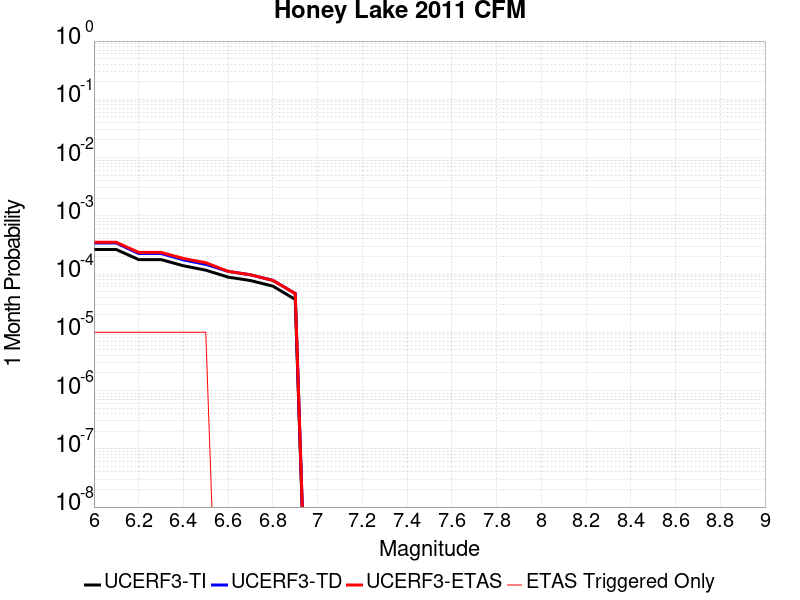 Honey Lake 2011 CFM
10^0
10^-1
10^-2
10^-3
10^-4
10^-5
10^-6
10^-7
10^-8
1 Month Probability
6 6.2 6.4 6.6 6.8 7 7.2 7.4 7.6 7.8 8 8.2 8.4 8.6 8.8 9
Magnitude
UCERF3-TI UCERF3-TD UCERF3-ETAS ETAS Triggered Only